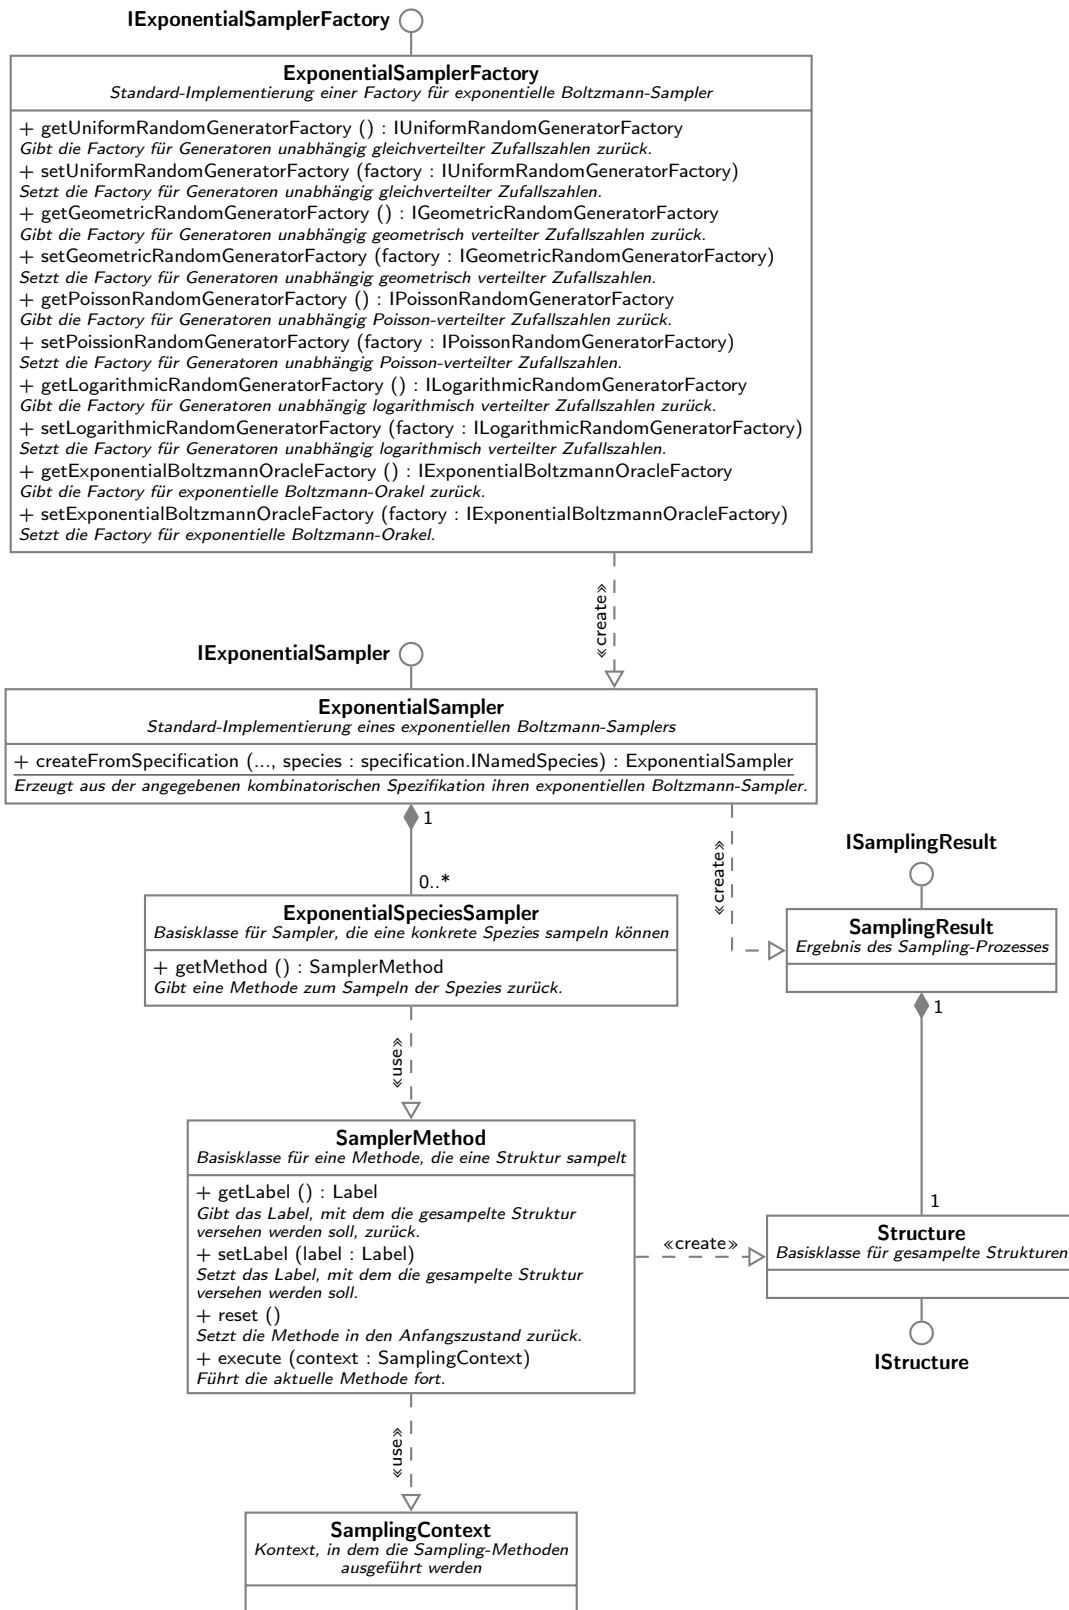 IExponentialSamplerFactory
ExponentialSamplerFactory
Standard-Implementierung einer Factory für exponentielle Boltzmann-Sampler
+ getUniformRandomGeneratorFactory () : IUniformRandomGeneratorFactory
Gibt die Factory für Generatoren unabhängig gleichverteilter Zufallszahlen zurück.
+ setUniformRandomGeneratorFactory (factory : IUniformRandomGeneratorFactory)
Setzt die Factory für Generatoren unabhängig gleichverteilter Zufallszahlen.
+ getGeometricRandomGeneratorFactory () : IGeometricRandomGeneratorFactory
Gibt die Factory für Generatoren unabhängig geometrisch verteilter Zufallszahlen zurück.
+ setGeometricRandomGeneratorFactory (factory : IGeometricRandomGeneratorFactory)
Setzt die Factory für Generatoren unabhängig geometrisch verteilter Zufallszahlen.
+ getPoissonRandomGeneratorFactory () : IPoissonRandomGeneratorFactory
Gibt die Factory für Generatoren unabhängig Poisson-verteilter Zufallszahlen zurück.
+ setPoissionRandomGeneratorFactory (factory : IPoissonRandomGeneratorFactory)
Setzt die Factory für Generatoren unabhängig Poisson-verteilter Zufallszahlen.
+ getLogarithmicRandomGeneratorFactory () : ILogarithmicRandomGeneratorFactory
Gibt die Factory für Generatoren unabhängig logarithmisch verteilter Zufallszahlen zurück.
+ setLogarithmicRandomGeneratorFactory (factory : ILogarithmicRandomGeneratorFactory)
Setzt die Factory für Generatoren unabhängig logarithmisch verteilter Zufallszahlen.
+ getExponentialBoltzmannOracleFactory () : IExponentialBoltzmannOracleFactory
Gibt die Factory für exponentielle Boltzmann-Orakel zurück.
+ setExponentialBoltzmannOracleFactory (factory : IExponentialBoltzmannOracleFactory)
Setzt die Factory für exponentielle Boltzmann-Orakel.
«create»
IExponentialSampler
ExponentialSampler
Standard-Implementierung eines exponentiellen Boltzmann-Samplers
+ createFromSpecification (..., species : specification.INamedSpecies) : ExponentialSampler
Erzeugt aus der angegebenen kombinatorischen Spezifikation ihren exponentiellen Boltzmann-Sampler.
1
0..*
«create»
ISamplingResult
ExponentialSpeciesSampler
Basisklasse für Sampler, die eine konkrete Spezies sampeln können
+ getMethod () : SamplerMethod
Gibt eine Methode zum Sampeln der Spezies zurück.
SamplingResult
Ergebnis des Sampling-Prozesses
1
1
«use»
SamplerMethod
Basisklasse für eine Methode, die eine Struktur sampelt
+ getLabel () : Label
Gibt das Label, mit dem die gesampelte Struktur
versehen werden soll, zurück.
+ setLabel (label : Label)
Setzt das Label, mit dem die gesampelte Struktur
versehen werden soll.
+ reset ()
Setzt die Methode in den Anfangszustand zurück.
+ execute (context : SamplingContext)
Führt die aktuelle Methode fort.
«create»
Structure
Basisklasse für gesampelte Strukturen
IStructure
«use»
SamplingContext
Kontext, in dem die Sampling-Methoden
ausgeführt werden